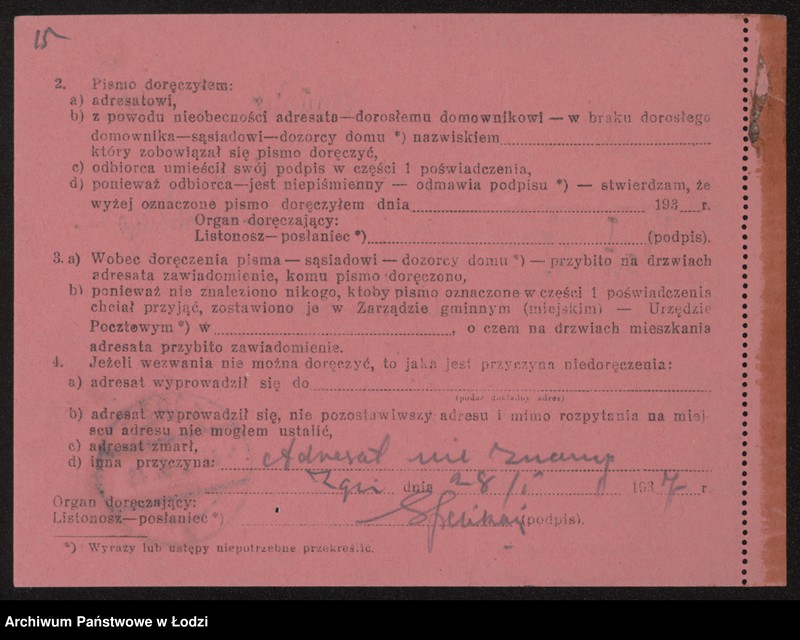 15
2. Pismo doręczyłem:
a) adresatowi,
b) z powodu nieobecności adresata—dorosłemu domownikowi — w braku dorosłego
domownika—sąsiadowi—dozorcy domu *) nazwiskiem
który zobowiązał się pismo doręczyć,
c) odbiorca umieścił swój podpis w części 1 poświadczenia,
d) ponieważ odbiorca—jest niepiśmienny — odmawia podpisu *) — stwierdzam, że
wyżej oznaczone pismo doręczyłem dnia 193 r.
Organ doręczający:
Listonosz—posłaniec *) (podpis).
3. a) Wobec doręczenia pisma — sąsiadowi — dozorcy domu *) — przybito na drzwiach
adresata zawiadomienie, komu pismo doręczono,
b) ponieważ nie znaleziono nikogo, ktoby pismo oznaczone w części 1 poświadczenia
chciał przyjąć, zostawiono je w Zarządzie gminnym (miejskim) — Urzędzie
Pocztowym *) w , o czem na drzwiach mieszkania
adresata przybito zawiadomienie.
4. Jeżeli wezwania nie można doręczyć, to jaka jest przyczyna niedoręczenia:
a) adresat wyprowadził się do
(podać dokładny adres)
b) adresat wyprowadził się, nie pozostawiwszy adresu i mimo rozpytania na miej
scu adresu nie mogłem ustalić,
c) adresat zmarł,
d) inna przyczyna: Adresat nie znany
dnia 28/I 1937 r.
Organ doręczający:
Listonosz—posłaniec *) (podpis).
*) Wyrazy lub ustępy niepotrzebne przekreślić.
Archiwum Państwowe w Łodzi